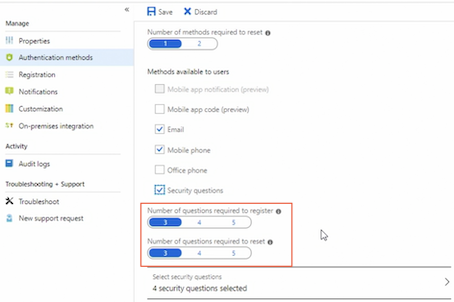 «
Save
Discard
Manage
Properties
Authentication methods
Registration
Notifications
Customization
On-premises integration
Activity
Audit logs
Troubleshooting + Support
Troubleshoot
New support request
Number of methods required to reset
1 2
Methods available to users
Mobile app notification (preview)
Mobile app code (preview)
Email
Mobile phone
Office phone
Security questions
Number of questions required to register
3 4 5
Number of questions required to reset
3 4 5
Select security questions
4 security questions selected